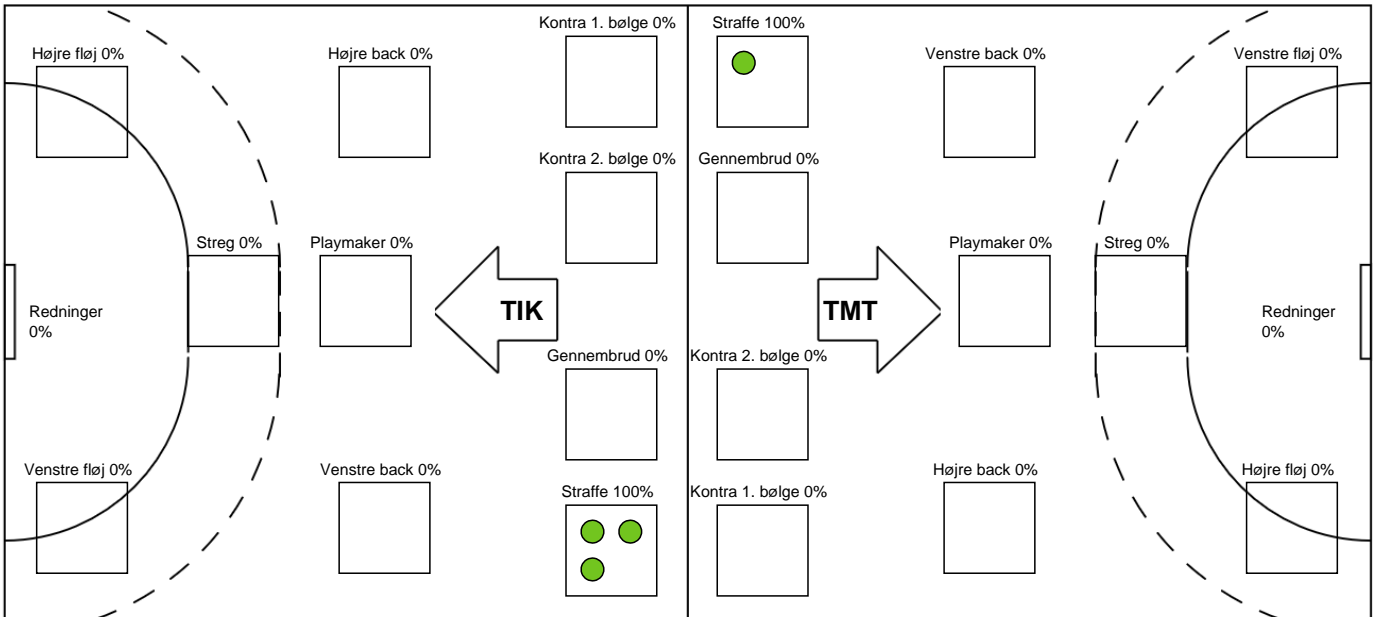 Kontra 1. bølge 0%
Straffe 100%
Højre fløj 0%
Højre back 0%
Venstre back 0%
Venstre fløj 0%
Kontra 2. bølge 0%
Gennembrud 0%
Streg 0%
Playmaker 0%
Playmaker 0%
Streg 0%
Redninger
0%
TIK
TMT
Redninger
0%
Gennembrud 0%
Kontra 2. bølge 0%
Venstre fløj 0%
Venstre back 0%
Højre back 0%
Højre fløj 0%
Straffe 100%
Kontra 1. bølge 0%